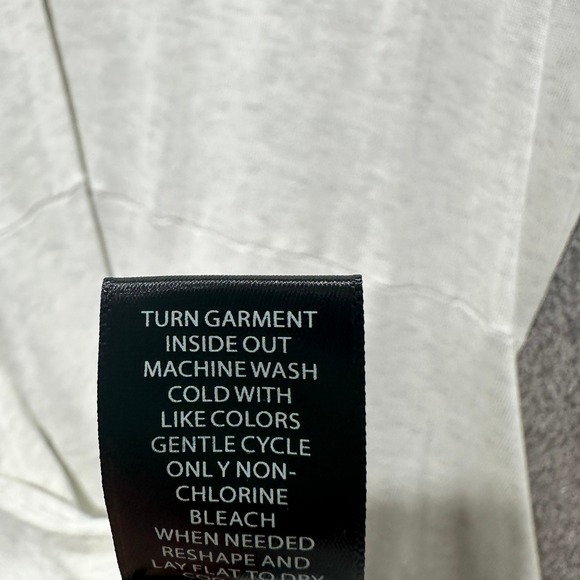 TURN GARMENT
INSIDE OUT
MACHINE WASH
COLD WITH
LIKE COLORS
GENTLE CYCLE
ONLY NON-
CHLORINE
BLEACH
WHEN NEEDED
RESHAPE AND
LAY FLAT TO DRY